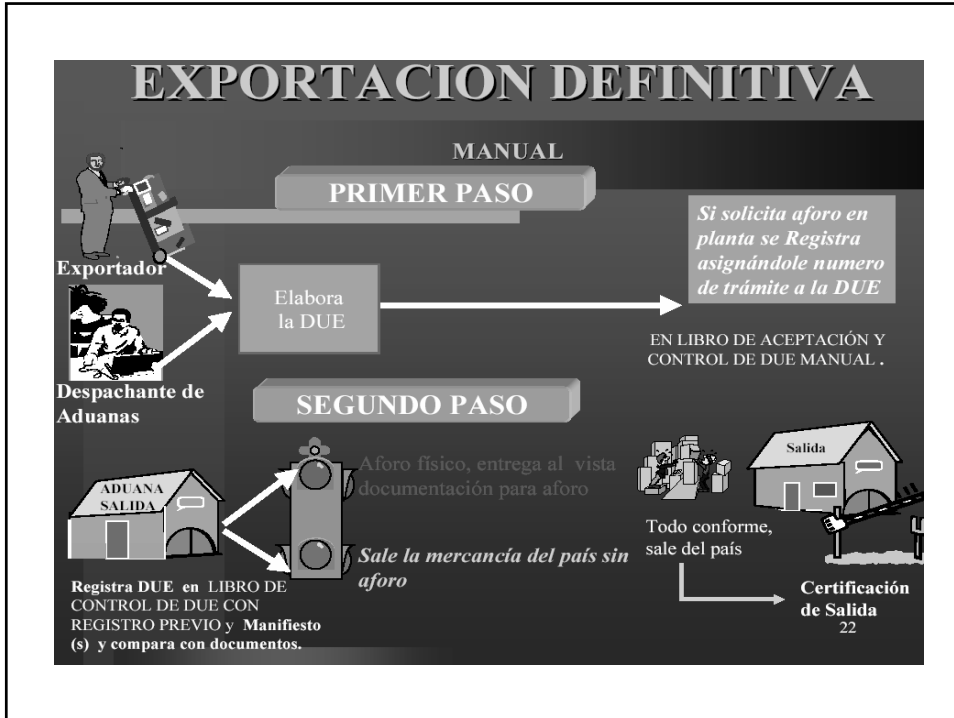 EXPORTACION DEFINITIVA
MANUAL
PRIMER PASO
Exportador
Despachante de
Aduanas
Elabora
la DUE
Si solicita aforo en
planta se Registra
asignándole numero
de trámite a la DUE
EN LIBRO DE ACEPTACIÓN Y
CONTROL DE DUE MANUAL .
SEGUNDO PASO
ADUANA
SALIDA
Registra DUE en LIBRO DE
CONTROL DE DUE CON
REGISTRO PREVIO y Manifiesto
(s) y compara con documentos.
Aforo físico, entrega al vista
documentación para aforo
Sale la mercancía del país sin
aforo
Salida
Todo conforme,
sale del país
Certificación
de Salida
22